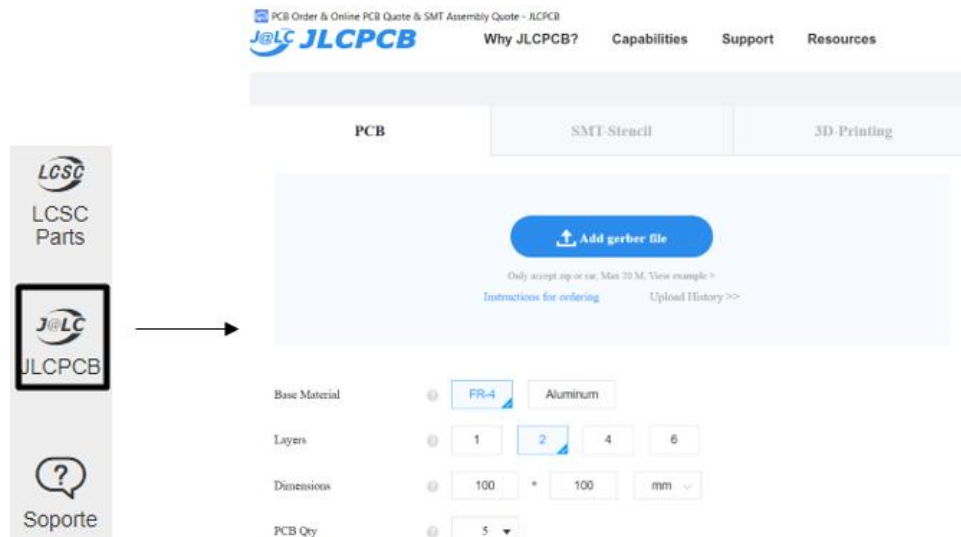 PCB Order & Online PCB Quote & SMT Assembly Quote - JLCPCB
J@LC JLCPCB Why JLCPCB? Capabilities Support Resources
PCB SMT-Stencil 3D-Printing
LCSC
LCSC
Parts
Add gerber file
Only accept zip or rar, Max 20 M, View example >
Instructions for ordering Upload History >>
J@LC
JLCPCB
Base Material ? FR-4 Aluminum
Layers ? 1 2 4 6
Dimensions ? 100 * 100 mm
PCB Qty ? 5
?
Soporte